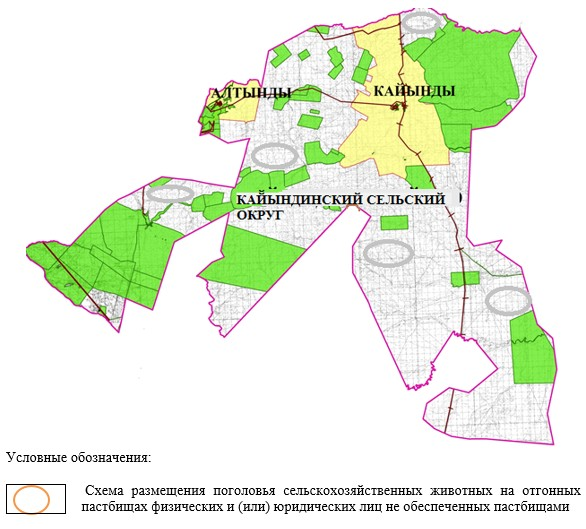 АЛТЫНДЫ
КАЙЫНДЫ
КАЙЫНДИНСКИЙ СЕЛЬСКИЙ
ОКРУГ
Условные обозначения:
Схема размещения поголовья сельскохозяйственных животных на отгонных
пастбищах физических и (или) юридических лиц не обеспеченных пастбищами